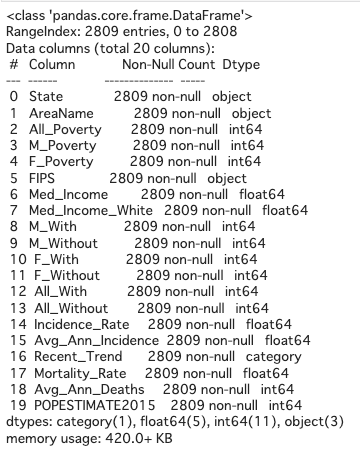 <class 'pandas.core.frame.DataFrame'>
RangeIndex: 2809 entries, 0 to 2808
Data columns (total 20 columns):
#   Column   Non-Null Count   Dtype
---   ------   --------------   -----
0   State   2809 non-null   object
1   AreaName   2809 non-null   object
2   All_Poverty   2809 non-null   int64
3   M_Poverty   2809 non-null   int64
4   F_Poverty   2809 non-null   int64
5   FIPS   2809 non-null   object
6   Med_Income   2809 non-null   float64
7   Med_Income_White   2809 non-null   float64
8   M_With   2809 non-null   int64
9   M_Without   2809 non-null   int64
10   F_With   2809 non-null   int64
11   F_Without   2809 non-null   int64
12   All_With   2809 non-null   int64
13   All_Without   2809 non-null   int64
14   Incidence_Rate   2809 non-null   float64
15   Avg_Ann_Incidence   2809 non-null   float64
16   Recent_Trend   2809 non-null   category
17   Mortality_Rate   2809 non-null   float64
18   Avg_Ann_Deaths   2809 non-null   int64
19   POPESTIMATE2015   2809 non-null   int64
dtypes: category(1), float64(5), int64(11), object(3)
memory usage: 420.0+ KB